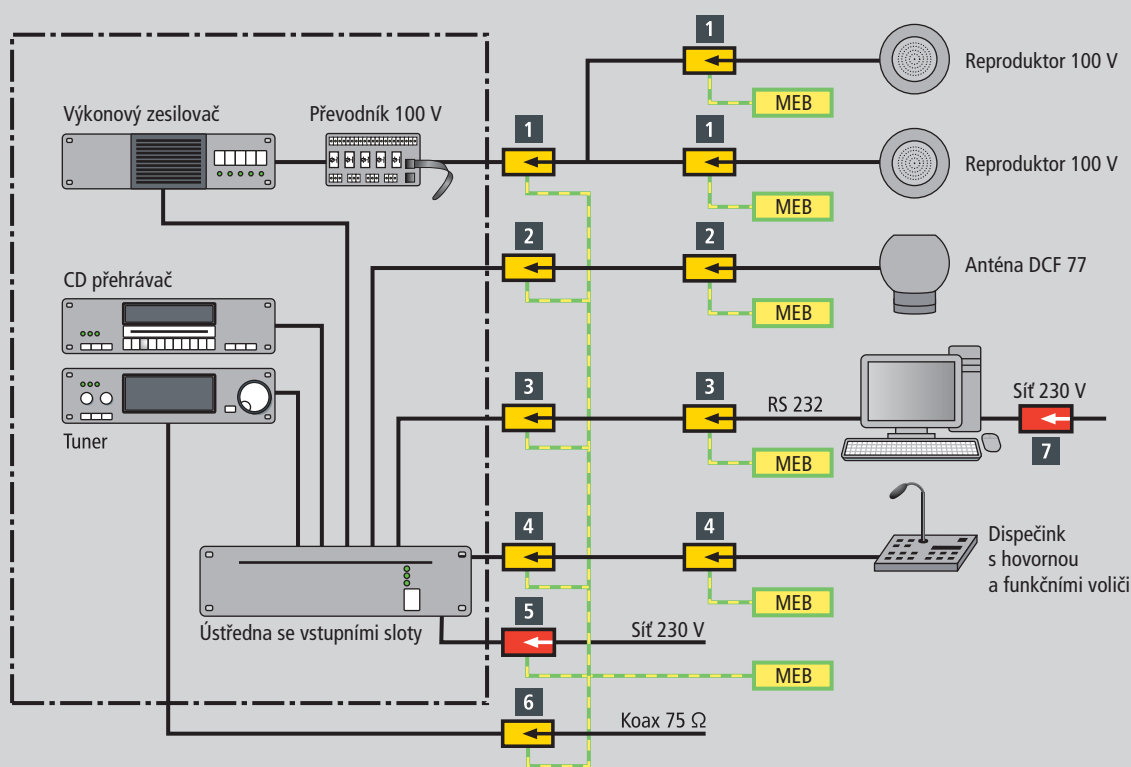 1
Reproduktor 100 V
MEB
Výkonový zesilovač
Převodník 100 V
1
1
Reproduktor 100 V
MEB
2
2
Anténa DCF 77
MEB
CD přehrávač
Tuner
3
3
RS 232
Síť 230 V
7
MEB
4
4
Dispečink
s hovornou
a funkčními voliči
MEB
Ústředna se vstupními sloty
5
Síť 230 V
MEB
6
Koax 75 Ω